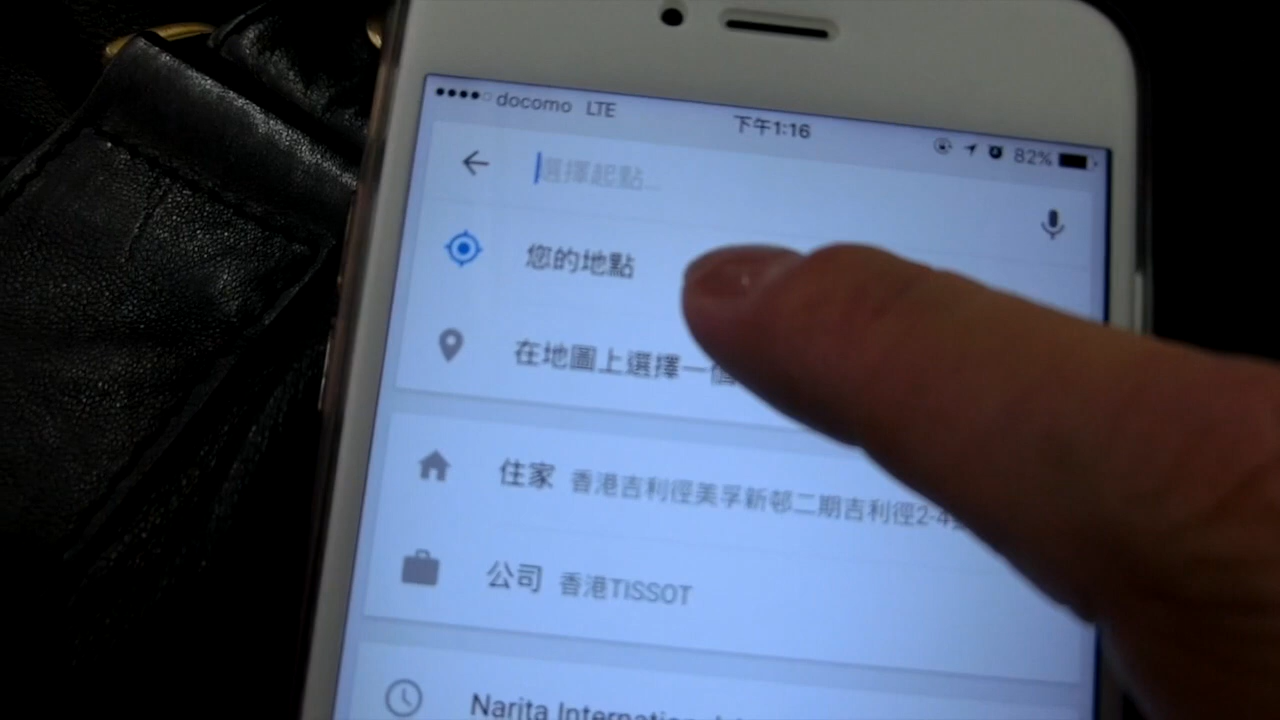 docomo LTE 下午1:16 82%
選擇起點...
您的地點
在地圖上選擇一個
住家 香港吉利徑美孚新邨二期吉利徑2-4
公司 香港TISSOT
Narita International